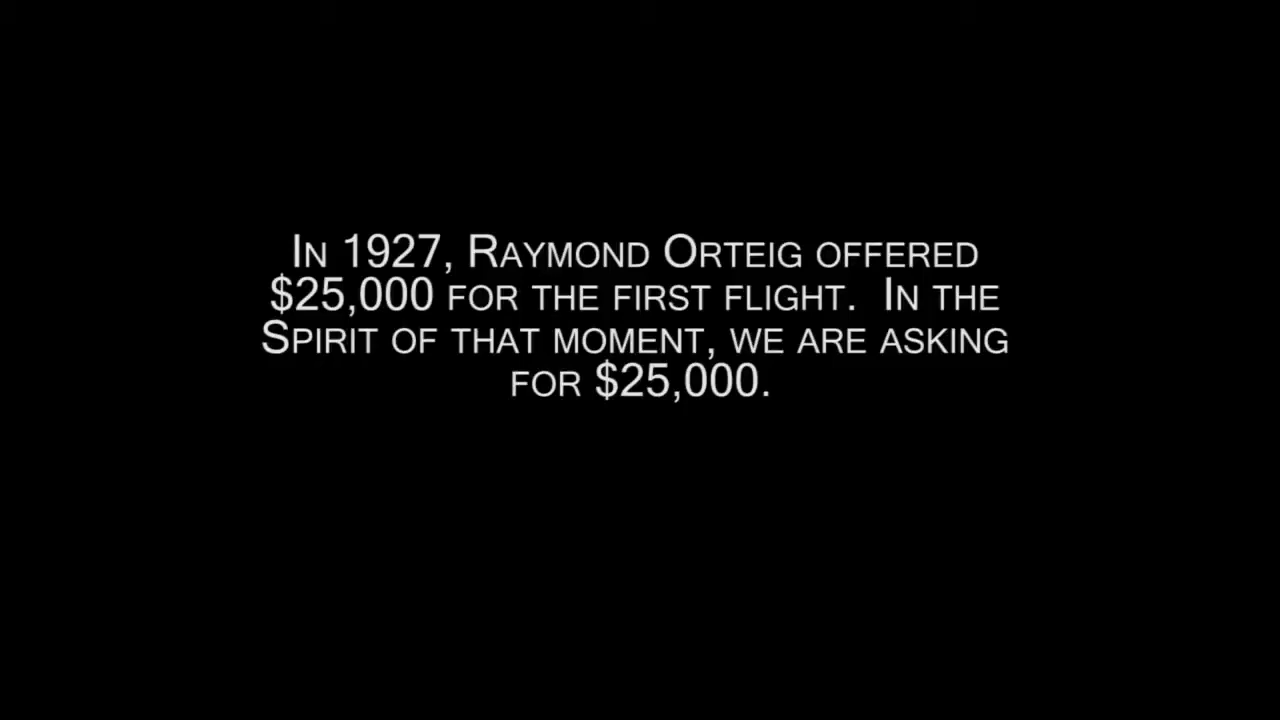 In 1927, Raymond Orteig offered
$25,000 for the first flight. In the
Spirit of that moment, we are asking
for $25,000.